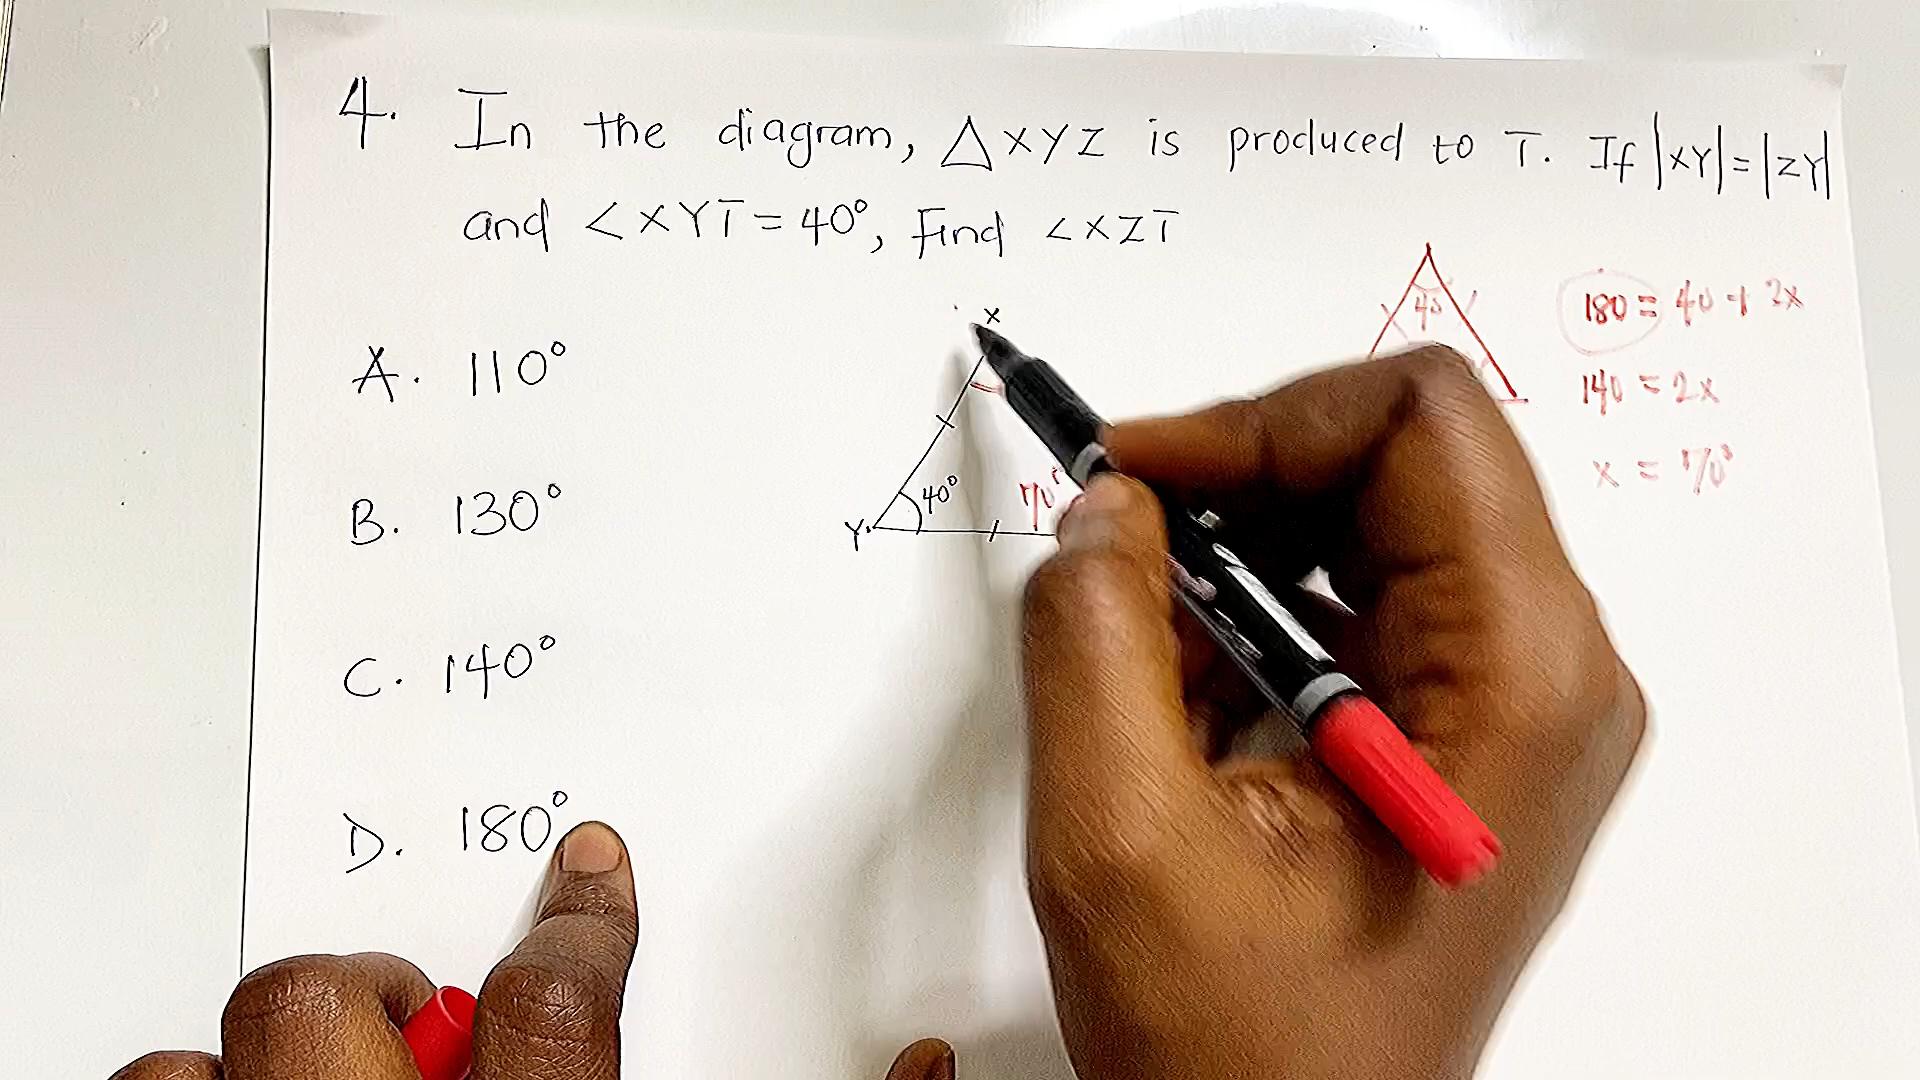 4. In the diagram, △XYZ is produced to T. If |XY|=|ZY|
and <XYT=40°, Find <XZT
A. 110°
B. 130°
C. 140°
D. 180°
X
Y
40°
70°
40
180 = 40 + 2x
140 = 2x
x = 70°